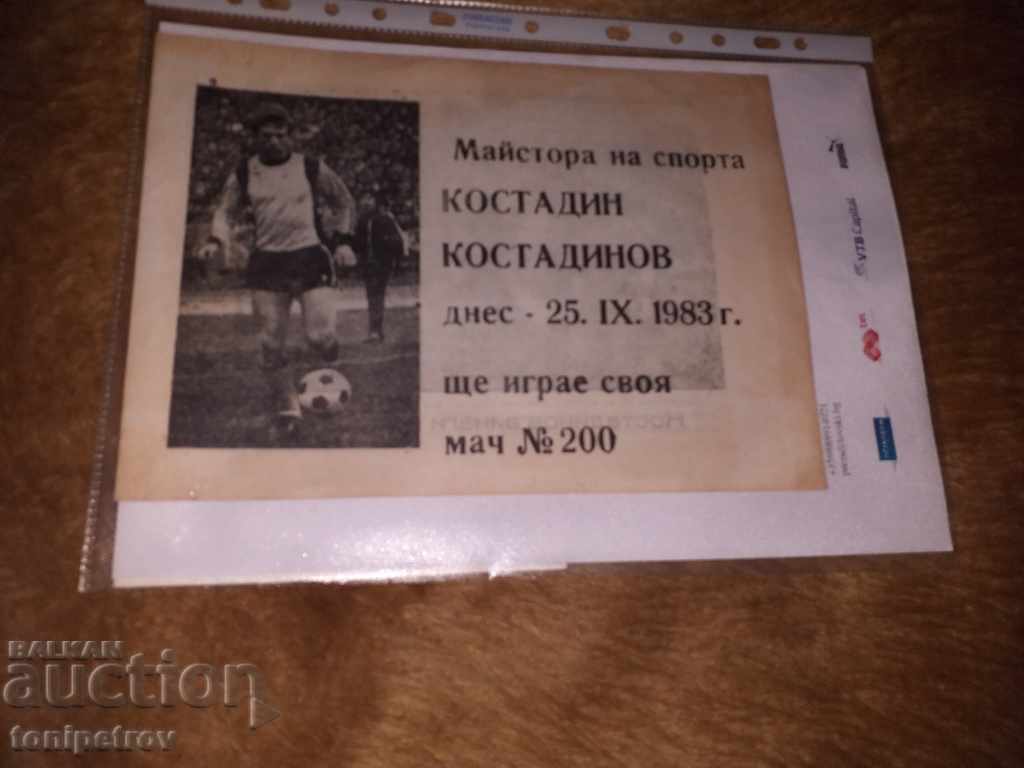 Майстора на спорта
КОСТАДИН
КОСТАДИНОВ
днес - 25. IX. 1983 г.
ще играе своя
мач № 200
VTB Capital
BALKAN
auction
tonipetrov